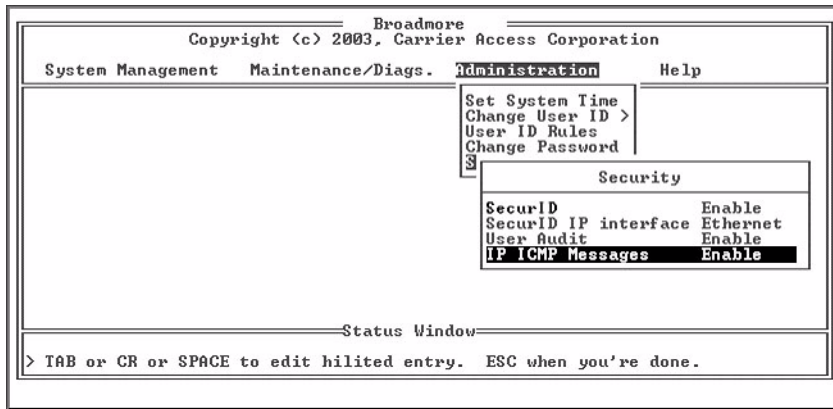 Broadmore
Copyright (c) 2003, Carrier Access Corporation
System Management Maintenance/Diags. Administration Help
Set System Time
Change User ID >
User ID Rules
Change Password
S
Security
SecurID Enable
SecurID IP interface Ethernet
User Audit Enable
IP ICMP Messages Enable
Status Window
> TAB or CR or SPACE to edit hilited entry. ESC when you're done.